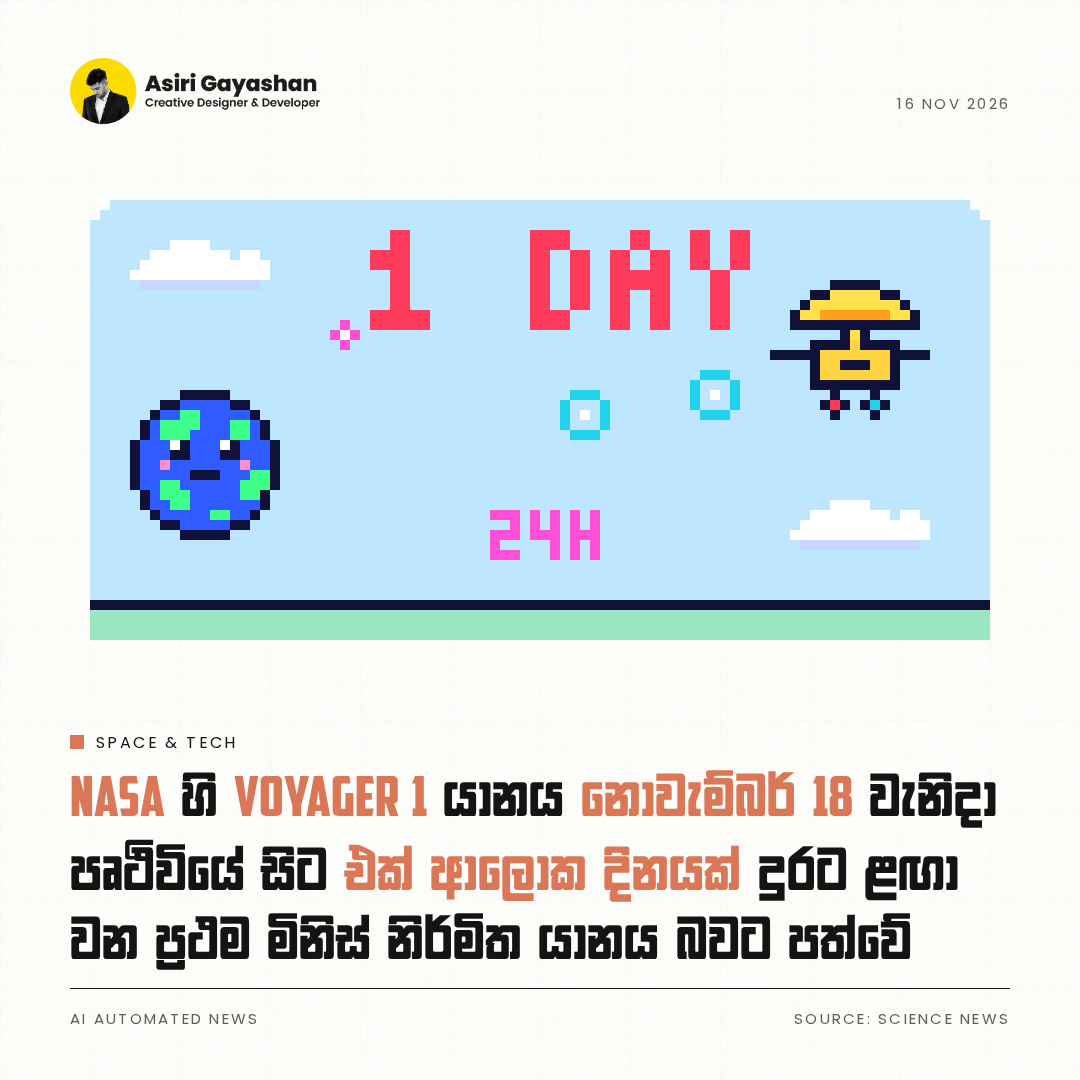 Asiri Gayashan
Creative Designer & Developer
16 NOV 2026
1 DAY
24H
SPACE & TECH
NASA හි VOYAGER 1 යානය නොවැම්බර් 18 වැනිදා
පෘථිවියේ සිට එක් ආලෝක දිනයක් දුරට ළඟා
වන ප්‍රථම මිනිස් නිර්මිත යානය බවට පත්වේ
AI AUTOMATED NEWS
SOURCE: SCIENCE NEWS